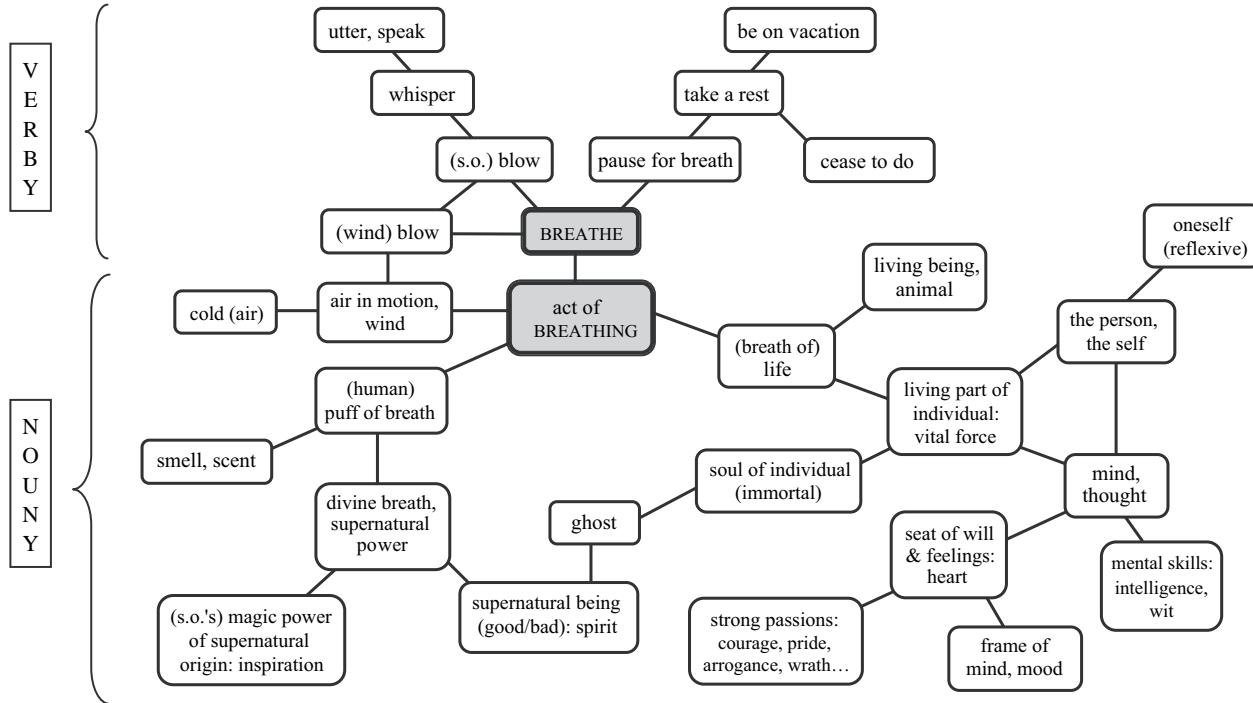 VERBY
utter, speak
be on vacation
whisper
take a rest
(s.o.) blow
pause for breath
cease to do
(wind) blow
BREATHE
oneself
(reflexive)
living being,
animal
cold (air)
air in motion,
wind
act of
BREATHING
the person,
the self
(breath of)
life
NOUNY
(human)
puff of breath
living part of
individual:
vital force
smell, scent
soul of individual
(immortal)
mind,
thought
divine breath,
supernatural
power
ghost
seat of will
& feelings:
heart
mental skills:
intelligence,
wit
(s.o.'s) magic power
of supernatural
origin: inspiration
supernatural being
(good/bad): spirit
strong passions:
courage, pride,
arrogance, wrath…
frame of
mind, mood